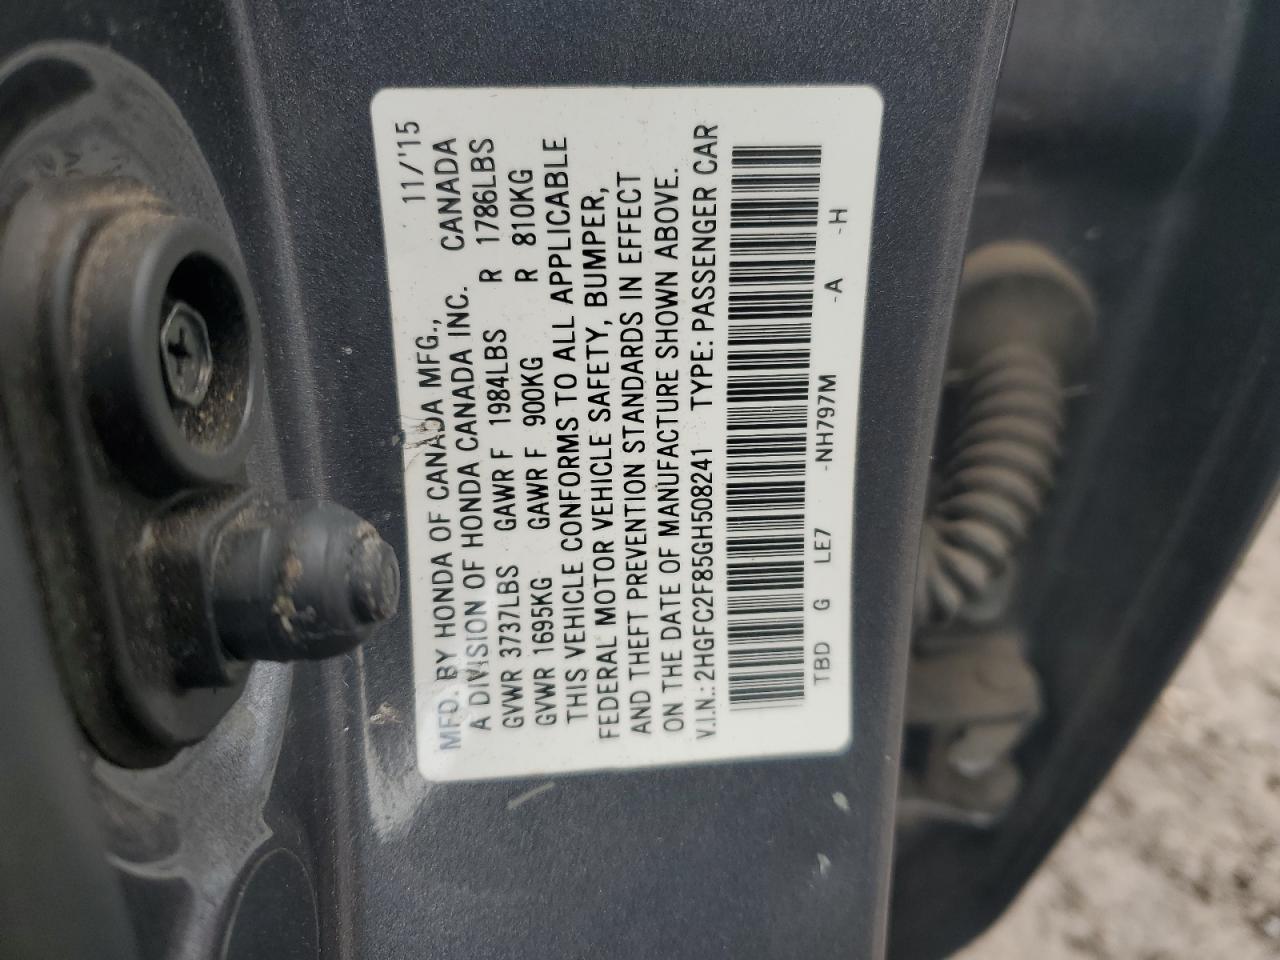 MFD. BY HONDA OF CANADA MFG., 11/'15
A DIVISION OF HONDA CANADA INC. CANADA
GVWR 3737LBS GAWR F 1984LBS R 1786LBS
GVWR 1695KG GAWR F 900KG R 810KG
THIS VEHICLE CONFORMS TO ALL APPLICABLE
FEDERAL MOTOR VEHICLE SAFETY, BUMPER,
AND THEFT PREVENTION STANDARDS IN EFFECT
ON THE DATE OF MANUFACTURE SHOWN ABOVE.
V.I.N.: 2HGFC2F85GH508241 TYPE: PASSENGER CAR
TBD G LE7 -NH797M -A -H